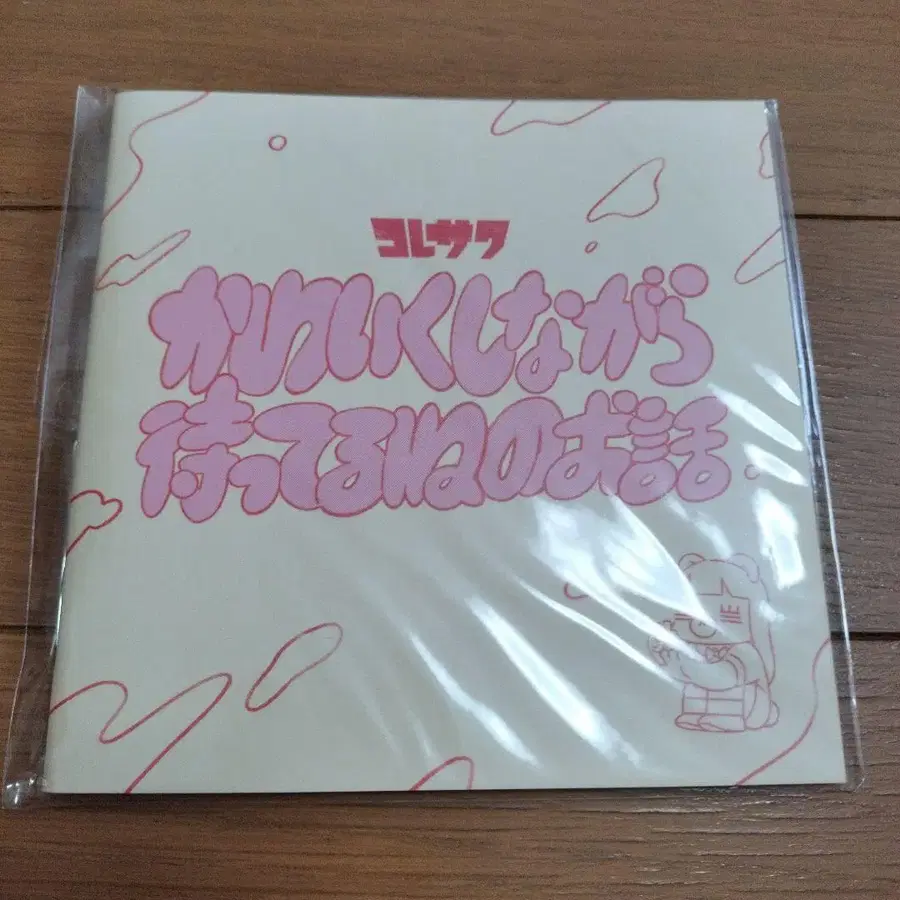 コレサワ
かわいくしながら
待ってるねのお話